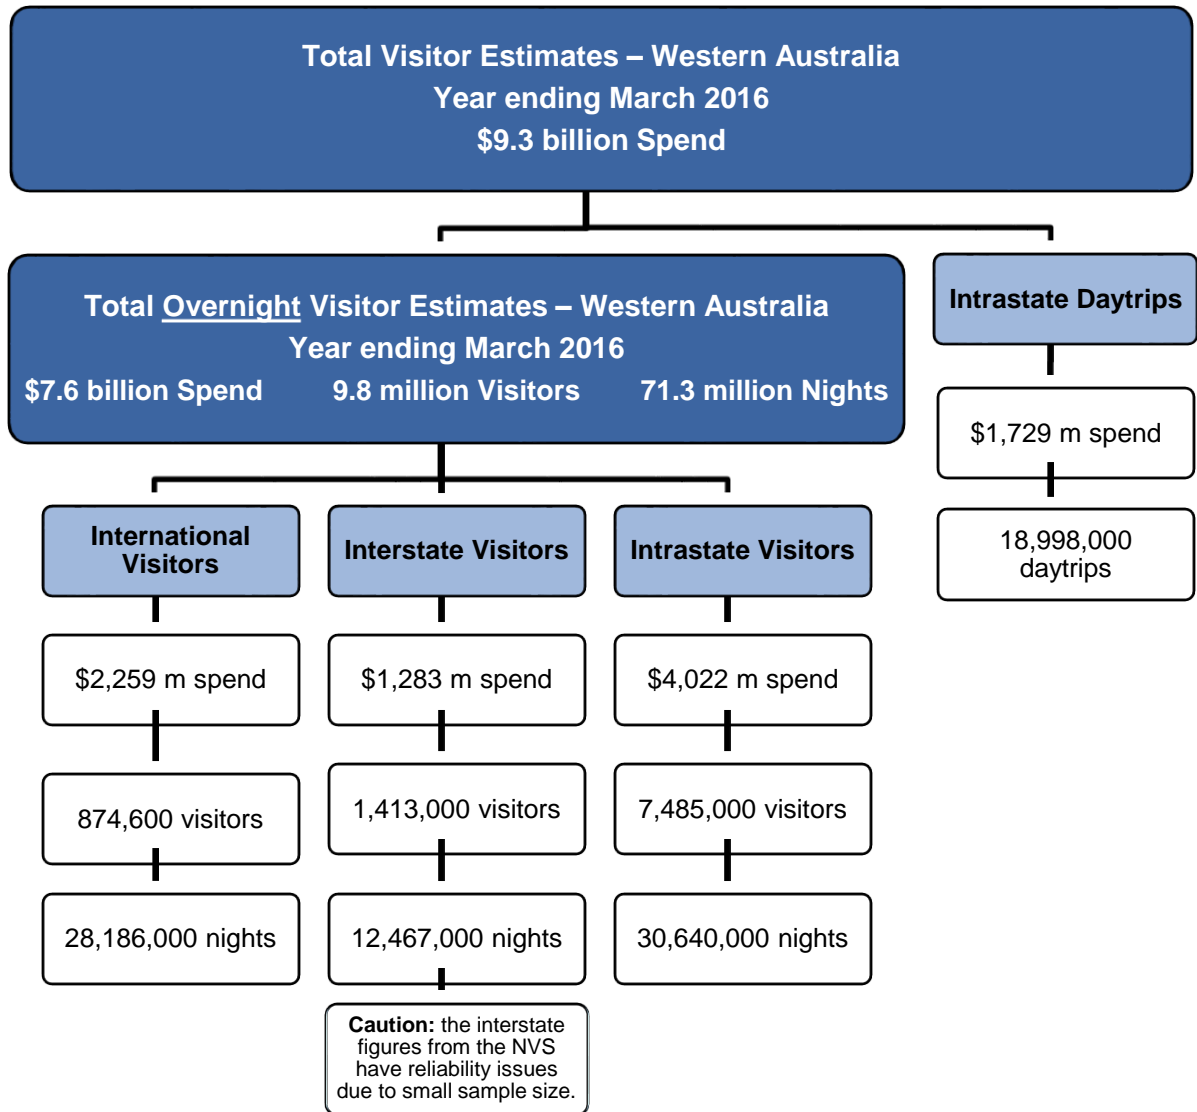 Total Visitor Estimates – Western Australia
Year ending March 2016
$9.3 billion Spend
Total Overnight Visitor Estimates – Western Australia
Year ending March 2016
$7.6 billion Spend 9.8 million Visitors 71.3 million Nights
Intrastate Daytrips
$1,729 m spend
18,998,000
daytrips
International
Visitors
$2,259 m spend
874,600 visitors
28,186,000 nights
Interstate Visitors
$1,283 m spend
1,413,000 visitors
12,467,000 nights
Caution: the interstate
figures from the NVS
have reliability issues
due to small sample size.
Intrastate Visitors
$4,022 m spend
7,485,000 visitors
30,640,000 nights